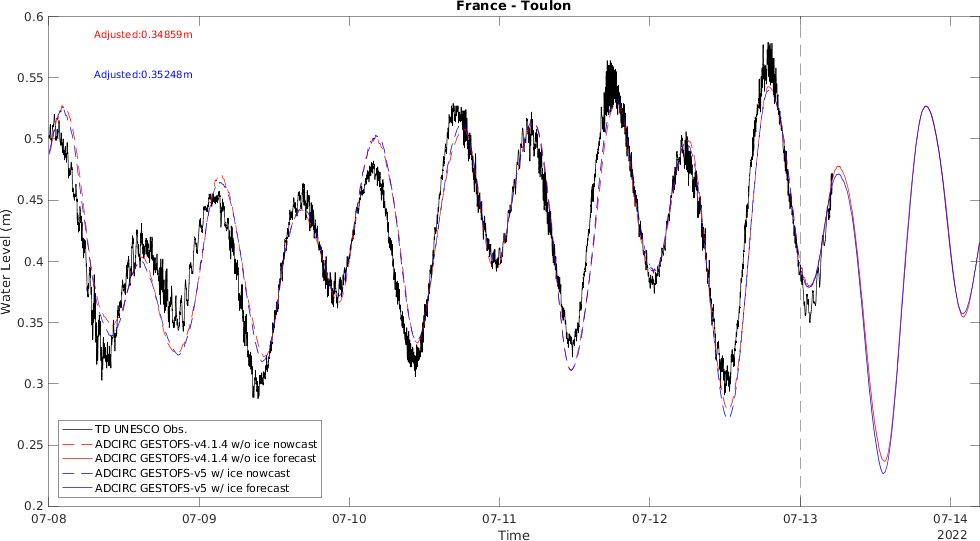 France - Toulon
Adjusted:0.34859m
Adjusted:0.35248m
0.6
0.55
0.5
0.45
0.4
0.35
0.3
0.25
0.2
Water Level (m)
TD UNESCO Obs.
ADCIRC GESTOFS-v4.1.4 w/o ice nowcast
ADCIRC GESTOFS-v4.1.4 w/o ice forecast
ADCIRC GESTOFS-v5 w/ ice nowcast
ADCIRC GESTOFS-v5 w/ ice forecast
07-08 07-09 07-10 07-11 07-12 07-13 07-14
Time 2022